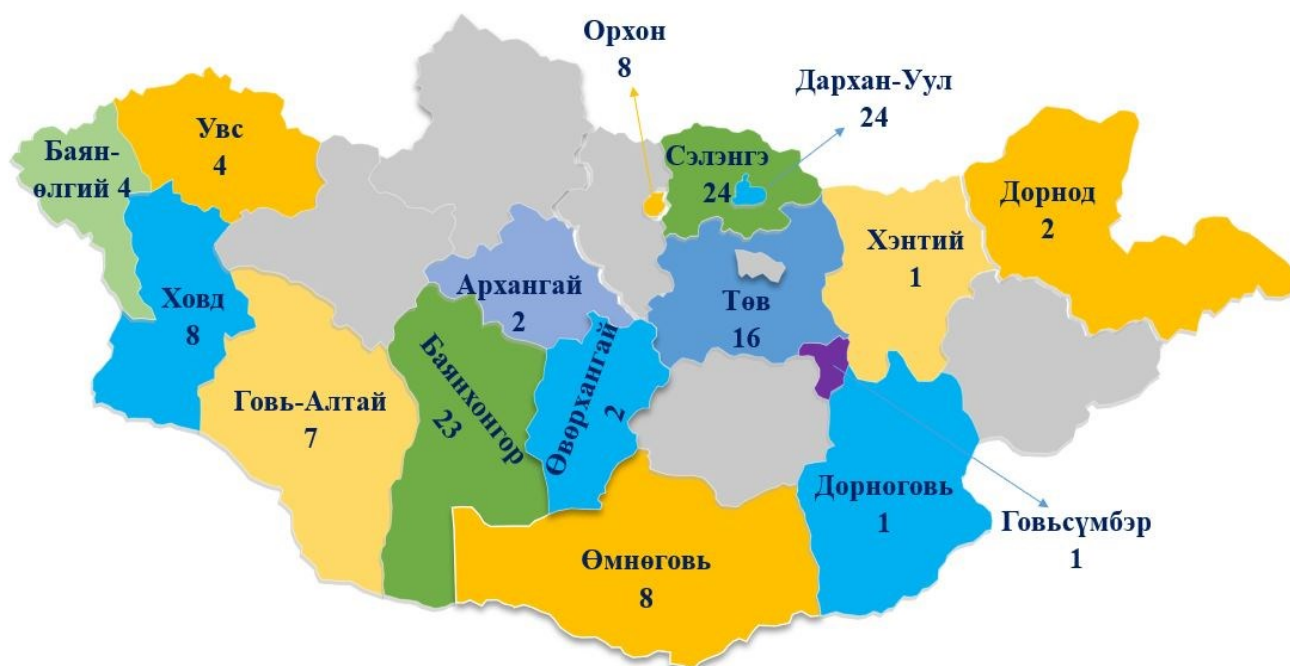 Орхон
8
Дархан-Уул
24
Увс
4
Баян-
өлгий 4
Сэлэнгэ
24
Дорнод
2
Хэнтий
1
Ховд
8
Архангай
2
Төв
16
Говь-Алтай
7
Баянхонгор
23
Өвөрхангай
2
Дорноговь
1
Говьсүмбэр
1
Өмнөговь
8